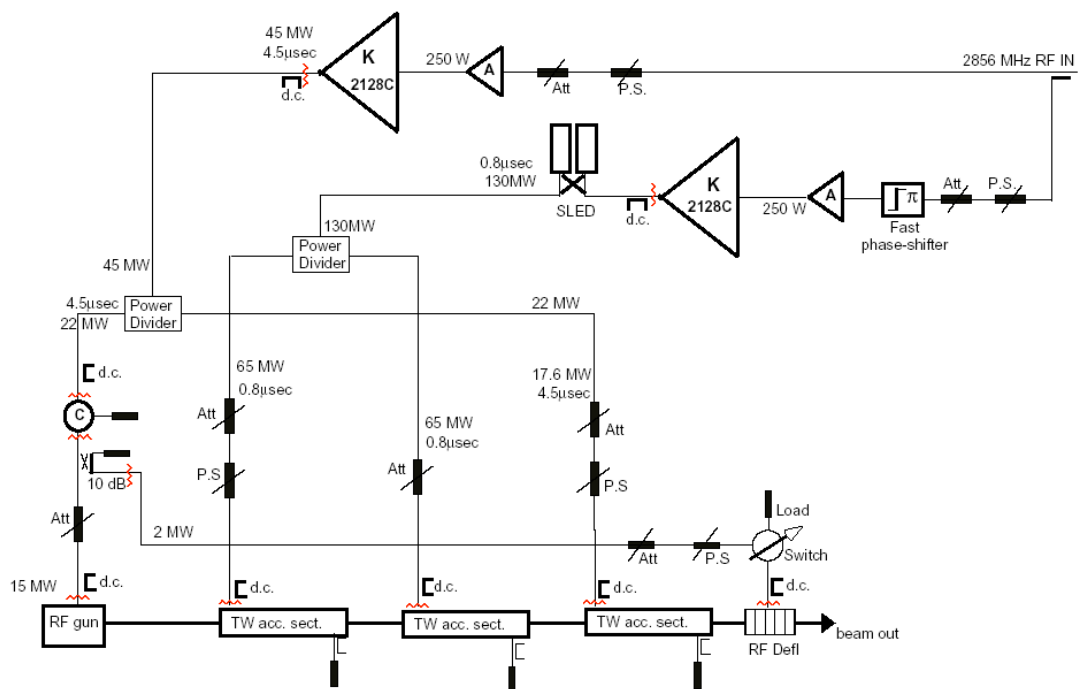 45 MW
4.5µsec
K
2128C
d.c.
250 W
A
Att
P.S.
2856 MHz RF IN
0.8µsec
130MW
SLED
d.c.
K
2128C
250 W
A
π
Fast
phase-shifter
Att
P.S.
130MW
Power
Divider
45 MW
4.5µsec
22 MW
Power
Divider
22 MW
d.c.
C
10 dB
Att
15 MW
d.c.
65 MW
0.8µsec
Att
P.S
65 MW
0.8µsec
Att
17.6 MW
4.5µsec
Att
P.S
2 MW
Att
P.S
Load
Switch
d.c.
d.c.
d.c.
d.c.
RF gun
TW acc. sect.
TW acc. sect.
TW acc. sect.
RF Defl
beam out